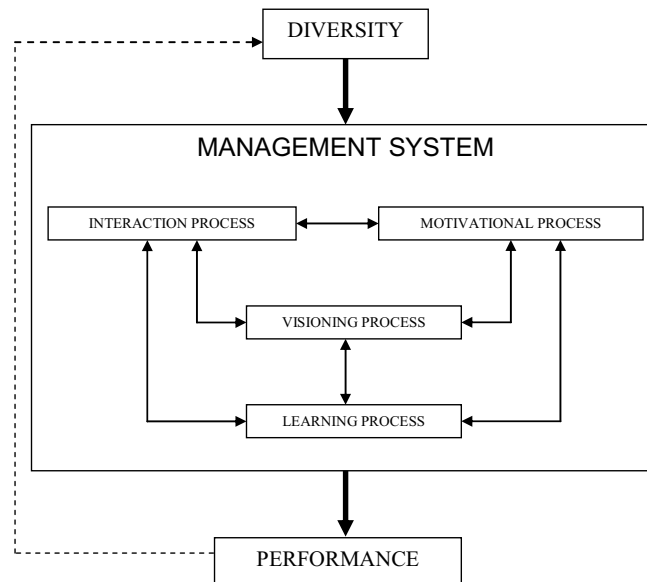 DIVERSITY
MANAGEMENT SYSTEM
INTERACTION PROCESS
MOTIVATIONAL PROCESS
VISIONING PROCESS
LEARNING PROCESS
PERFORMANCE